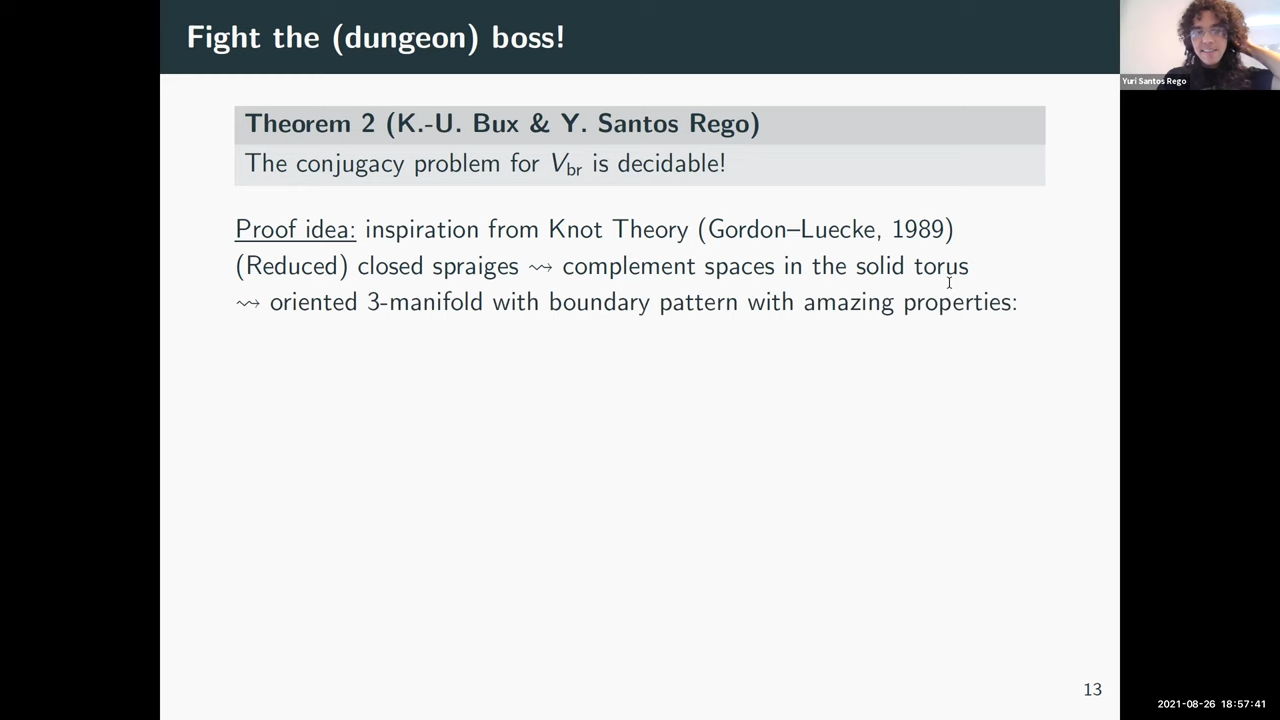 Fight the (dungeon) boss!
Yuri Santos Rego
Theorem 2 (K.-U. Bux & Y. Santos Rego)
The conjugacy problem for V_br is decidable!
Proof idea: inspiration from Knot Theory (Gordon–Luecke, 1989)
(Reduced) closed spraiges ⇝ complement spaces in the solid torus
⇝ oriented 3-manifold with boundary pattern with amazing properties:
13
2021-08-26 18:57:41